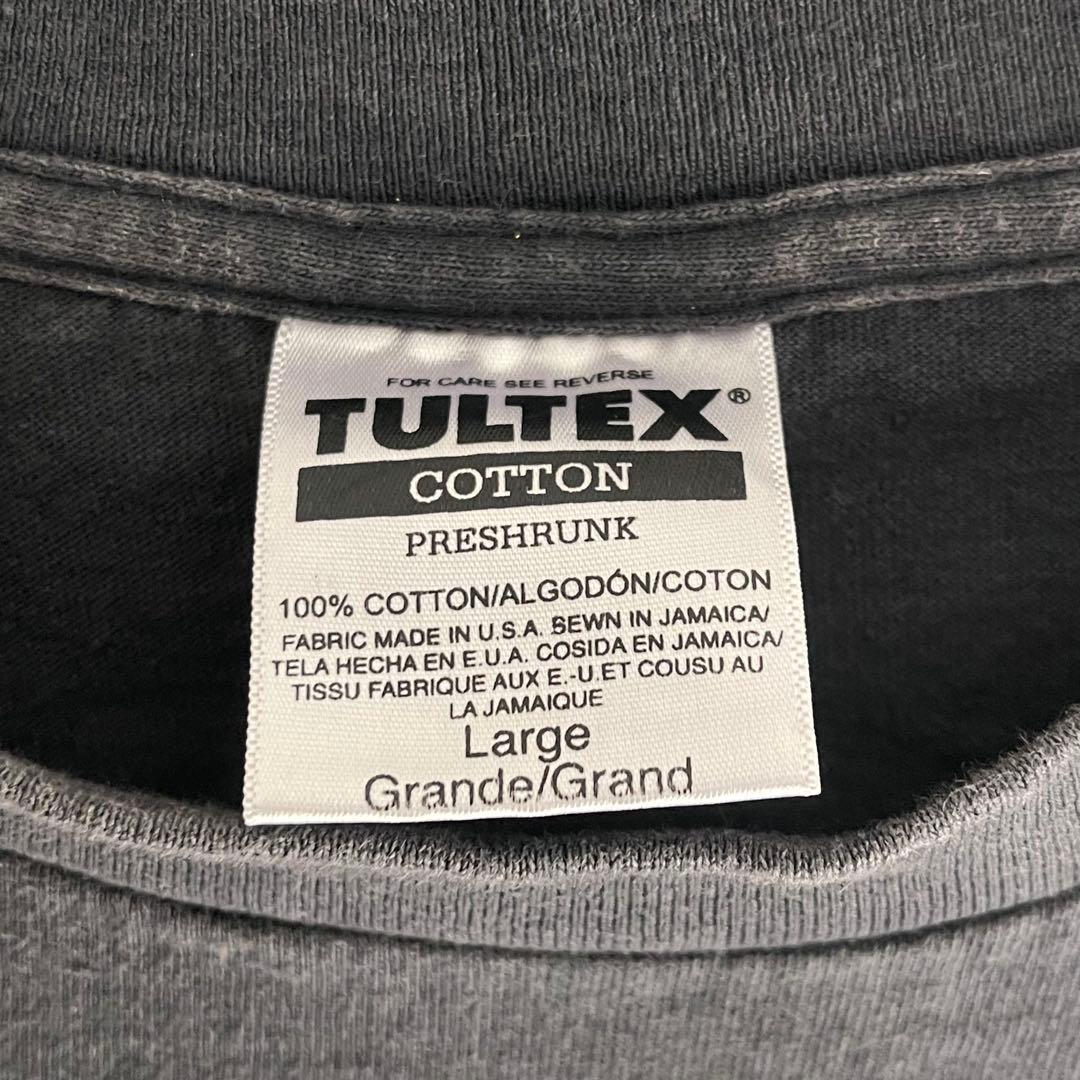 FOR CARE SEE REVERSE
TULTEX®
COTTON
PRESHRUNK
100% COTTON/ALGODÓN/COTON
FABRIC MADE IN U.S.A. SEWN IN JAMAICA/
TELA HECHA EN E.U.A. COSIDA EN JAMAICA/
TISSU FABRIQUE AUX E.-U.ET COUSU AU
LA JAMAIQUE
Large
Grande/Grand